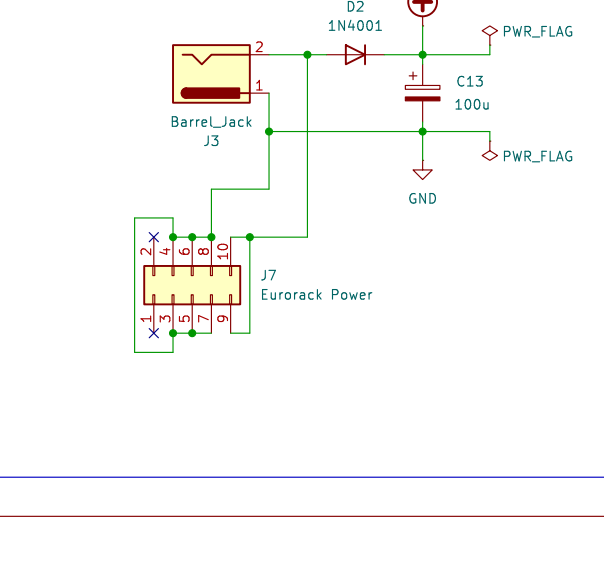 D2
1N4001
PWR_FLAG
2
1
+
C13
100u
Barrel_Jack
J3
PWR_FLAG
GND
2 4 6 8 10
J7
Eurorack Power
1 3 5 7 9